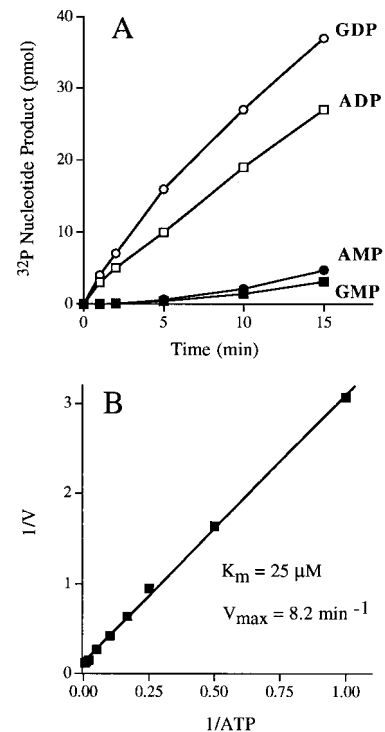 A
40
30
20
10
0
32P Nucleotide Product (pmol)
GDP
ADP
AMP
GMP
0
5
10
15
Time (min)
B
3
2
1
0
1/V
Km = 25 µM
Vmax = 8.2 min -1
0.00
0.25
0.50
0.75
1.00
1/ATP